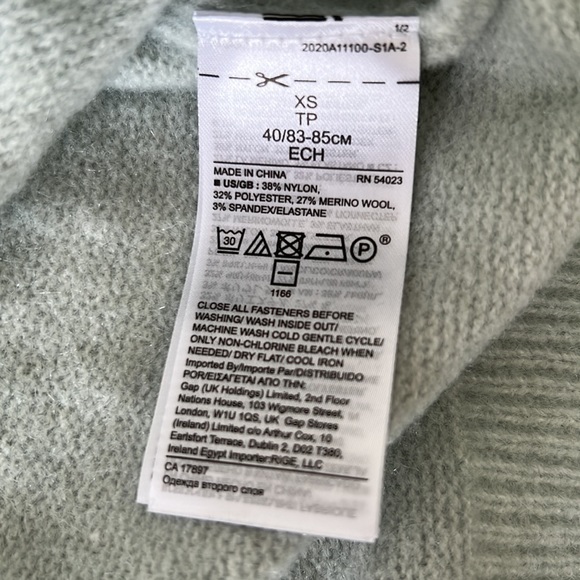 1/2
2020A11100-S1A-2
XS
TP
40/83-85см
ECH
MADE IN CHINA RN 54023
■ US/GB : 38% NYLON,
32% POLYESTER, 27% MERINO WOOL,
3% SPANDEX/ELASTANE
30 P ®
1166
CLOSE ALL FASTENERS BEFORE
WASHING/ WASH INSIDE OUT/
MACHINE WASH COLD GENTLE CYCLE/
ONLY NON-CHLORINE BLEACH WHEN
NEEDED/ DRY FLAT/ COOL IRON
Imported By/Importé Par/DISTRIBUIDO
POR/ΕΙΣΑΓΕΤΑΙ ΑΠΟ ΤΗΝ:
Gap (UK Holdings) Limited, 2nd Floor
Nations House, 103 Wigmore Street,
London, W1U 1QS, UK Gap Stores
(Ireland) Limited c/o Arthur Cox, 10
Earlsfort Terrace, Dublin 2, D02 T380,
Ireland Egypt Importer:RIGE, LLC
CA 17897
Одежда второго слоя